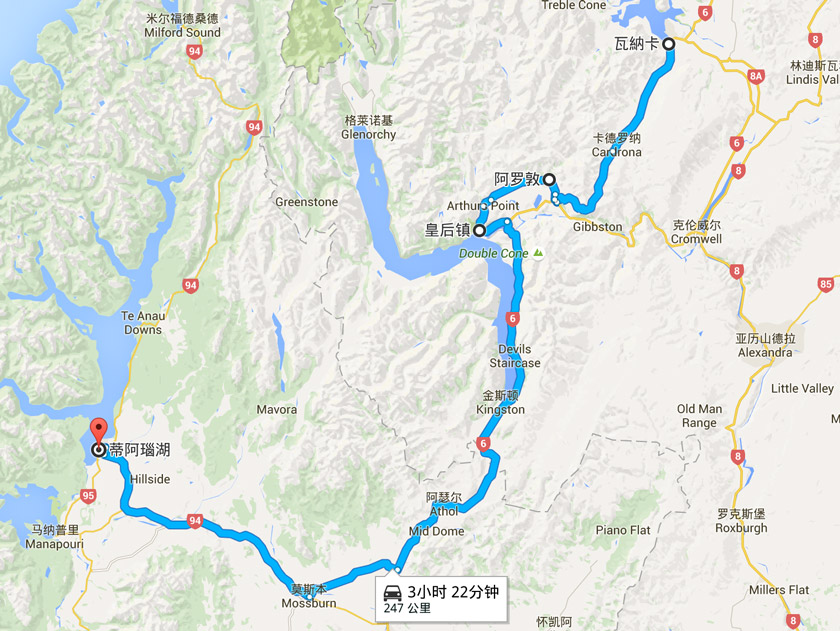 Treble Cone
6
米尔福德桑德
Milford Sound
94
瓦納卡
8
8A
林迪斯瓦
Lindis Val
格莱诺基
Glenorchy
94
卡德罗纳
Cardrona
6
8
阿罗敦
Greenstone
Arthurs Point
皇后镇
Gibbston
克伦威尔
Cromwell
Double Cone
8
94
85
Te Anau
Downs
6
亚历山德拉
Alexandra
Devils
Staircase
金斯顿
Kingston
Little Valley
Mavora
Old Man
Range
6
蒂阿瑙湖
8
Hillside
95
阿瑟尔
Athol
94
罗克斯堡
Roxburgh
马纳普里
Manapouri
Mid Dome
Piano Flat
莫斯本
Mossburn
3小时 22分钟
247 公里
Millers Flat
怀凯阿
8